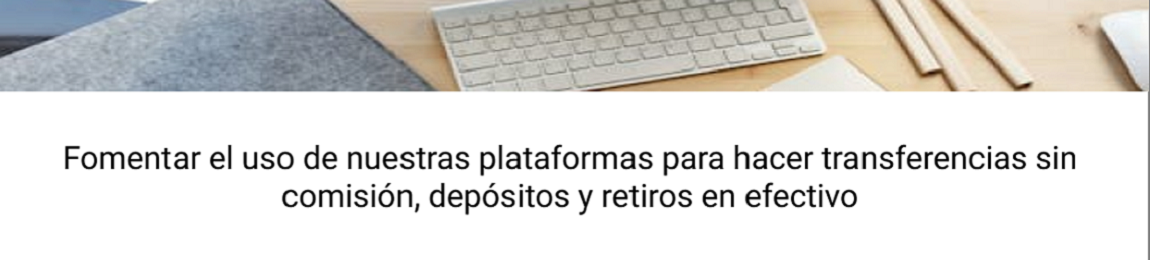 Fomentar el uso de nuestras plataformas para hacer transferencias sin
comisión, depósitos y retiros en efectivo